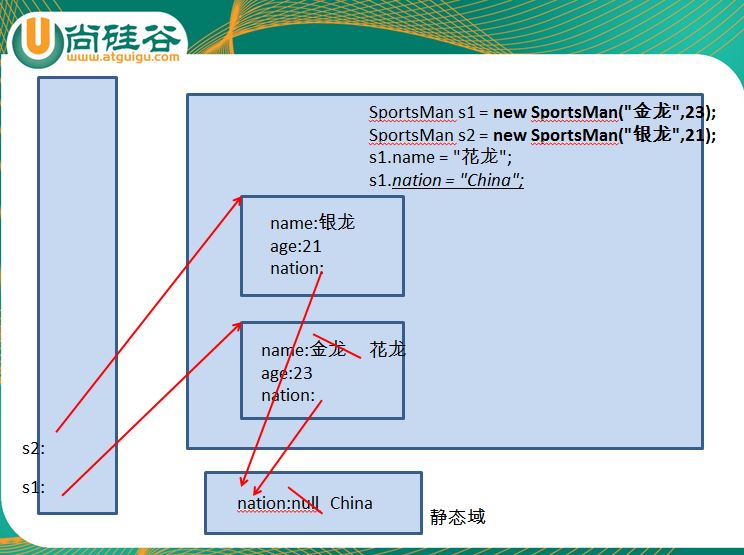 尚硅谷
www.atguigu.com
SportsMan s1 = new SportsMan("金龙",23);
SportsMan s2 = new SportsMan("银龙",21);
s1.name = "花龙";
s1.nation = "China";
name:银龙
age:21
nation:
name:金龙 花龙
age:23
nation:
s2:
s1:
nation:null China
静态域